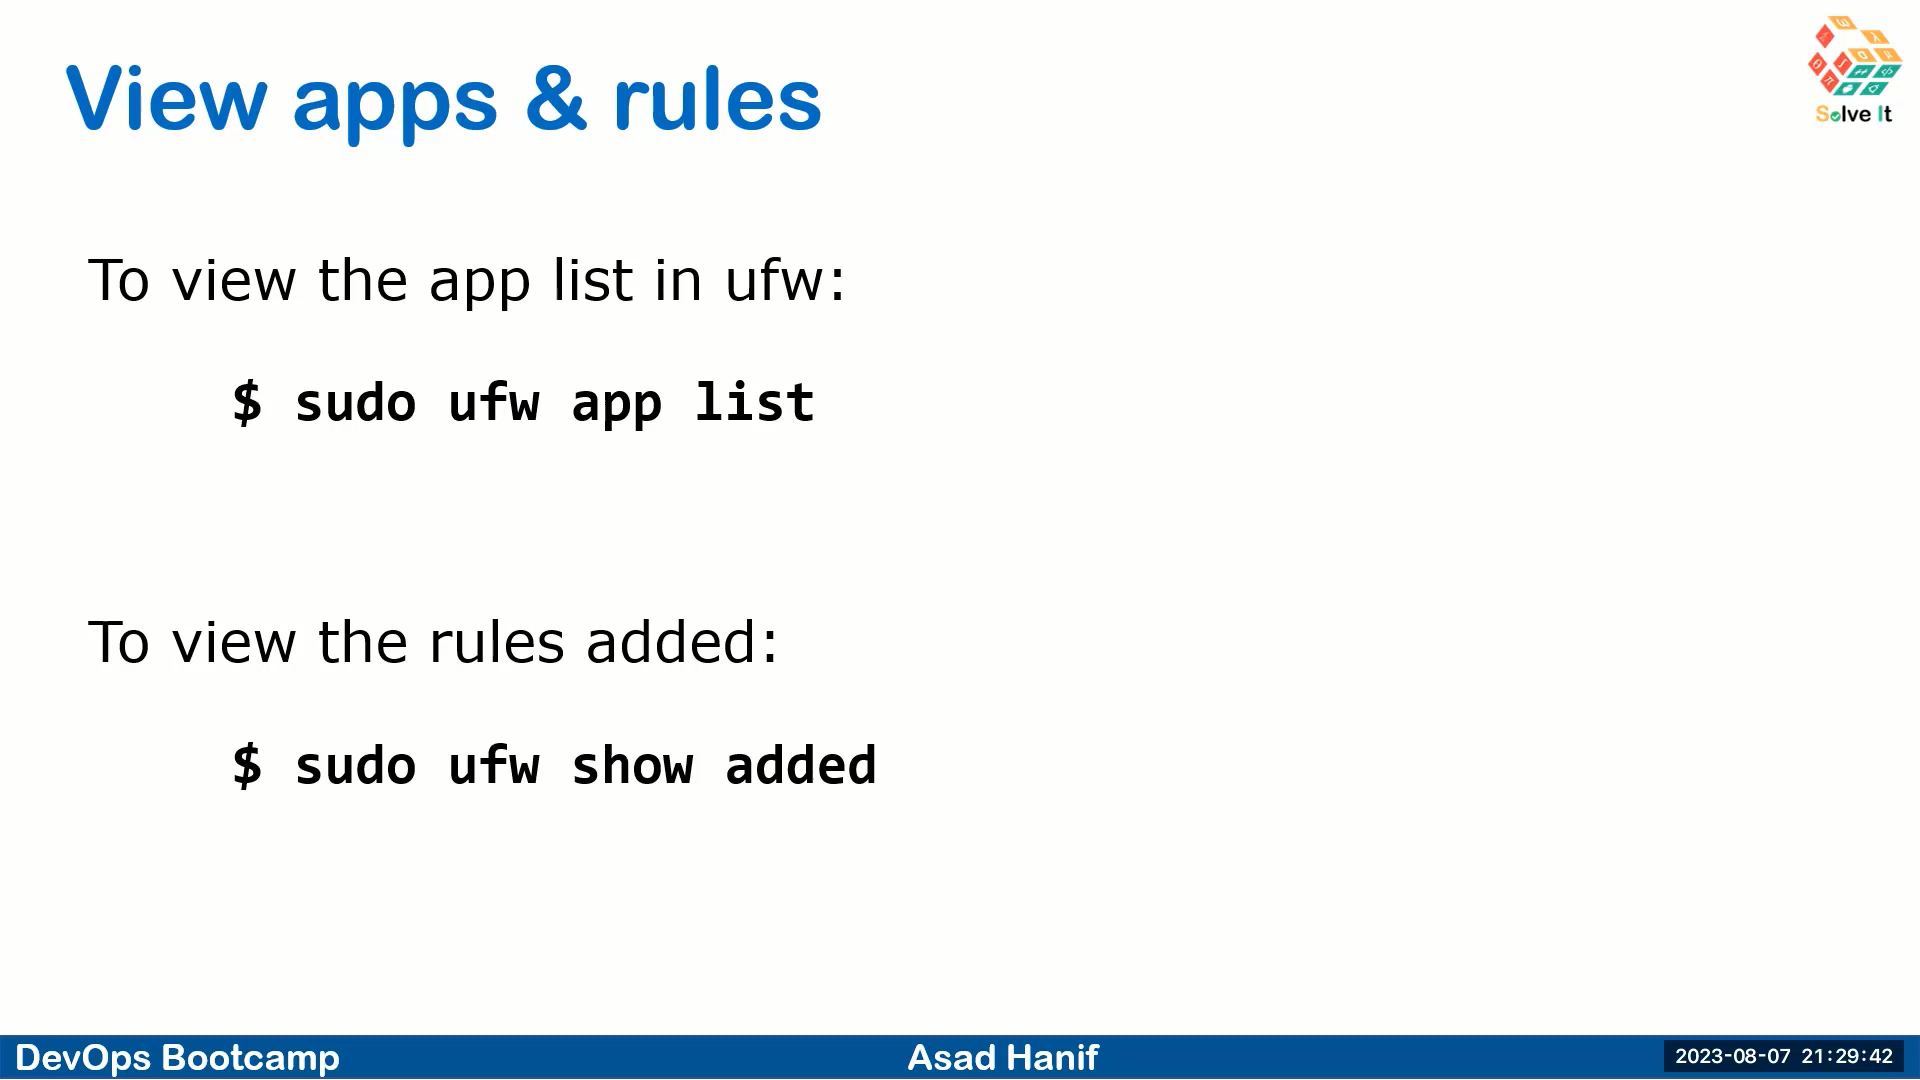 View apps & rules
Solve It
To view the app list in ufw:
$ sudo ufw app list
To view the rules added:
$ sudo ufw show added
DevOps Bootcamp
Asad Hanif
2023-08-07 21:29:42